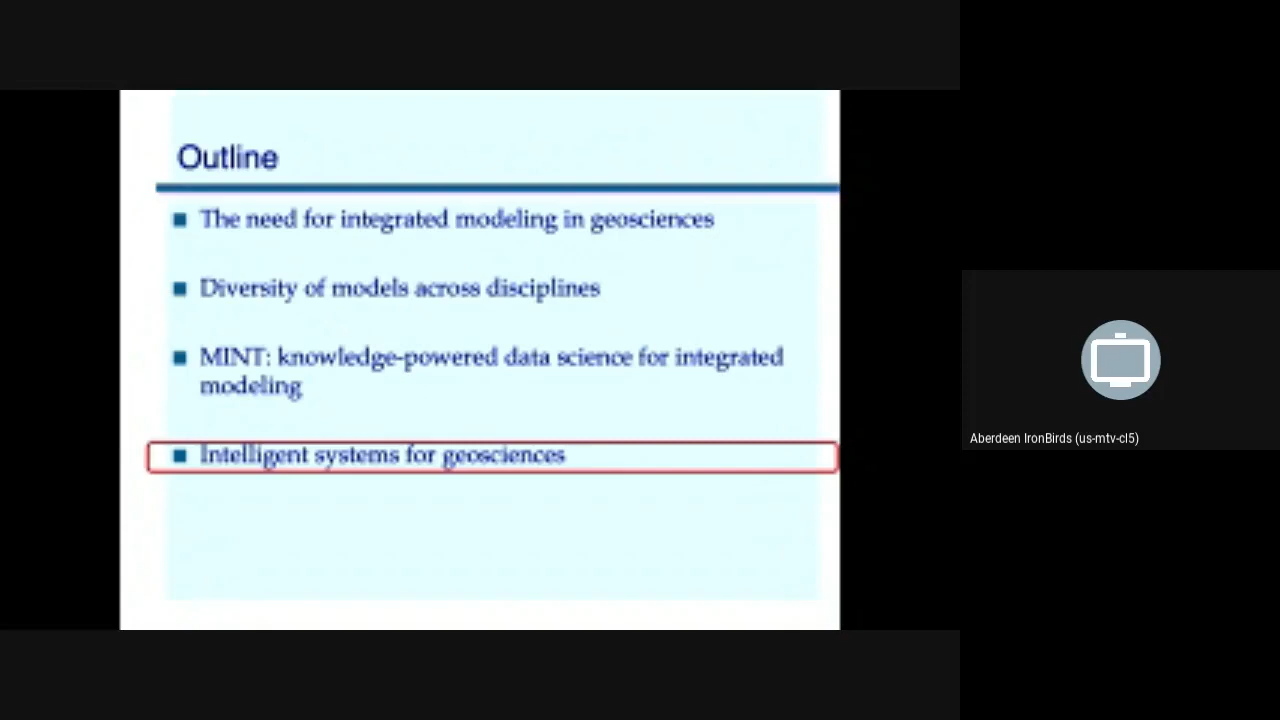 Outline
The need for integrated modeling in geosciences
Diversity of models across disciplines
MINT: knowledge-powered data science for integrated
modeling
Intelligent systems for geosciences
Aberdeen IronBirds (us-mtv-cl5)